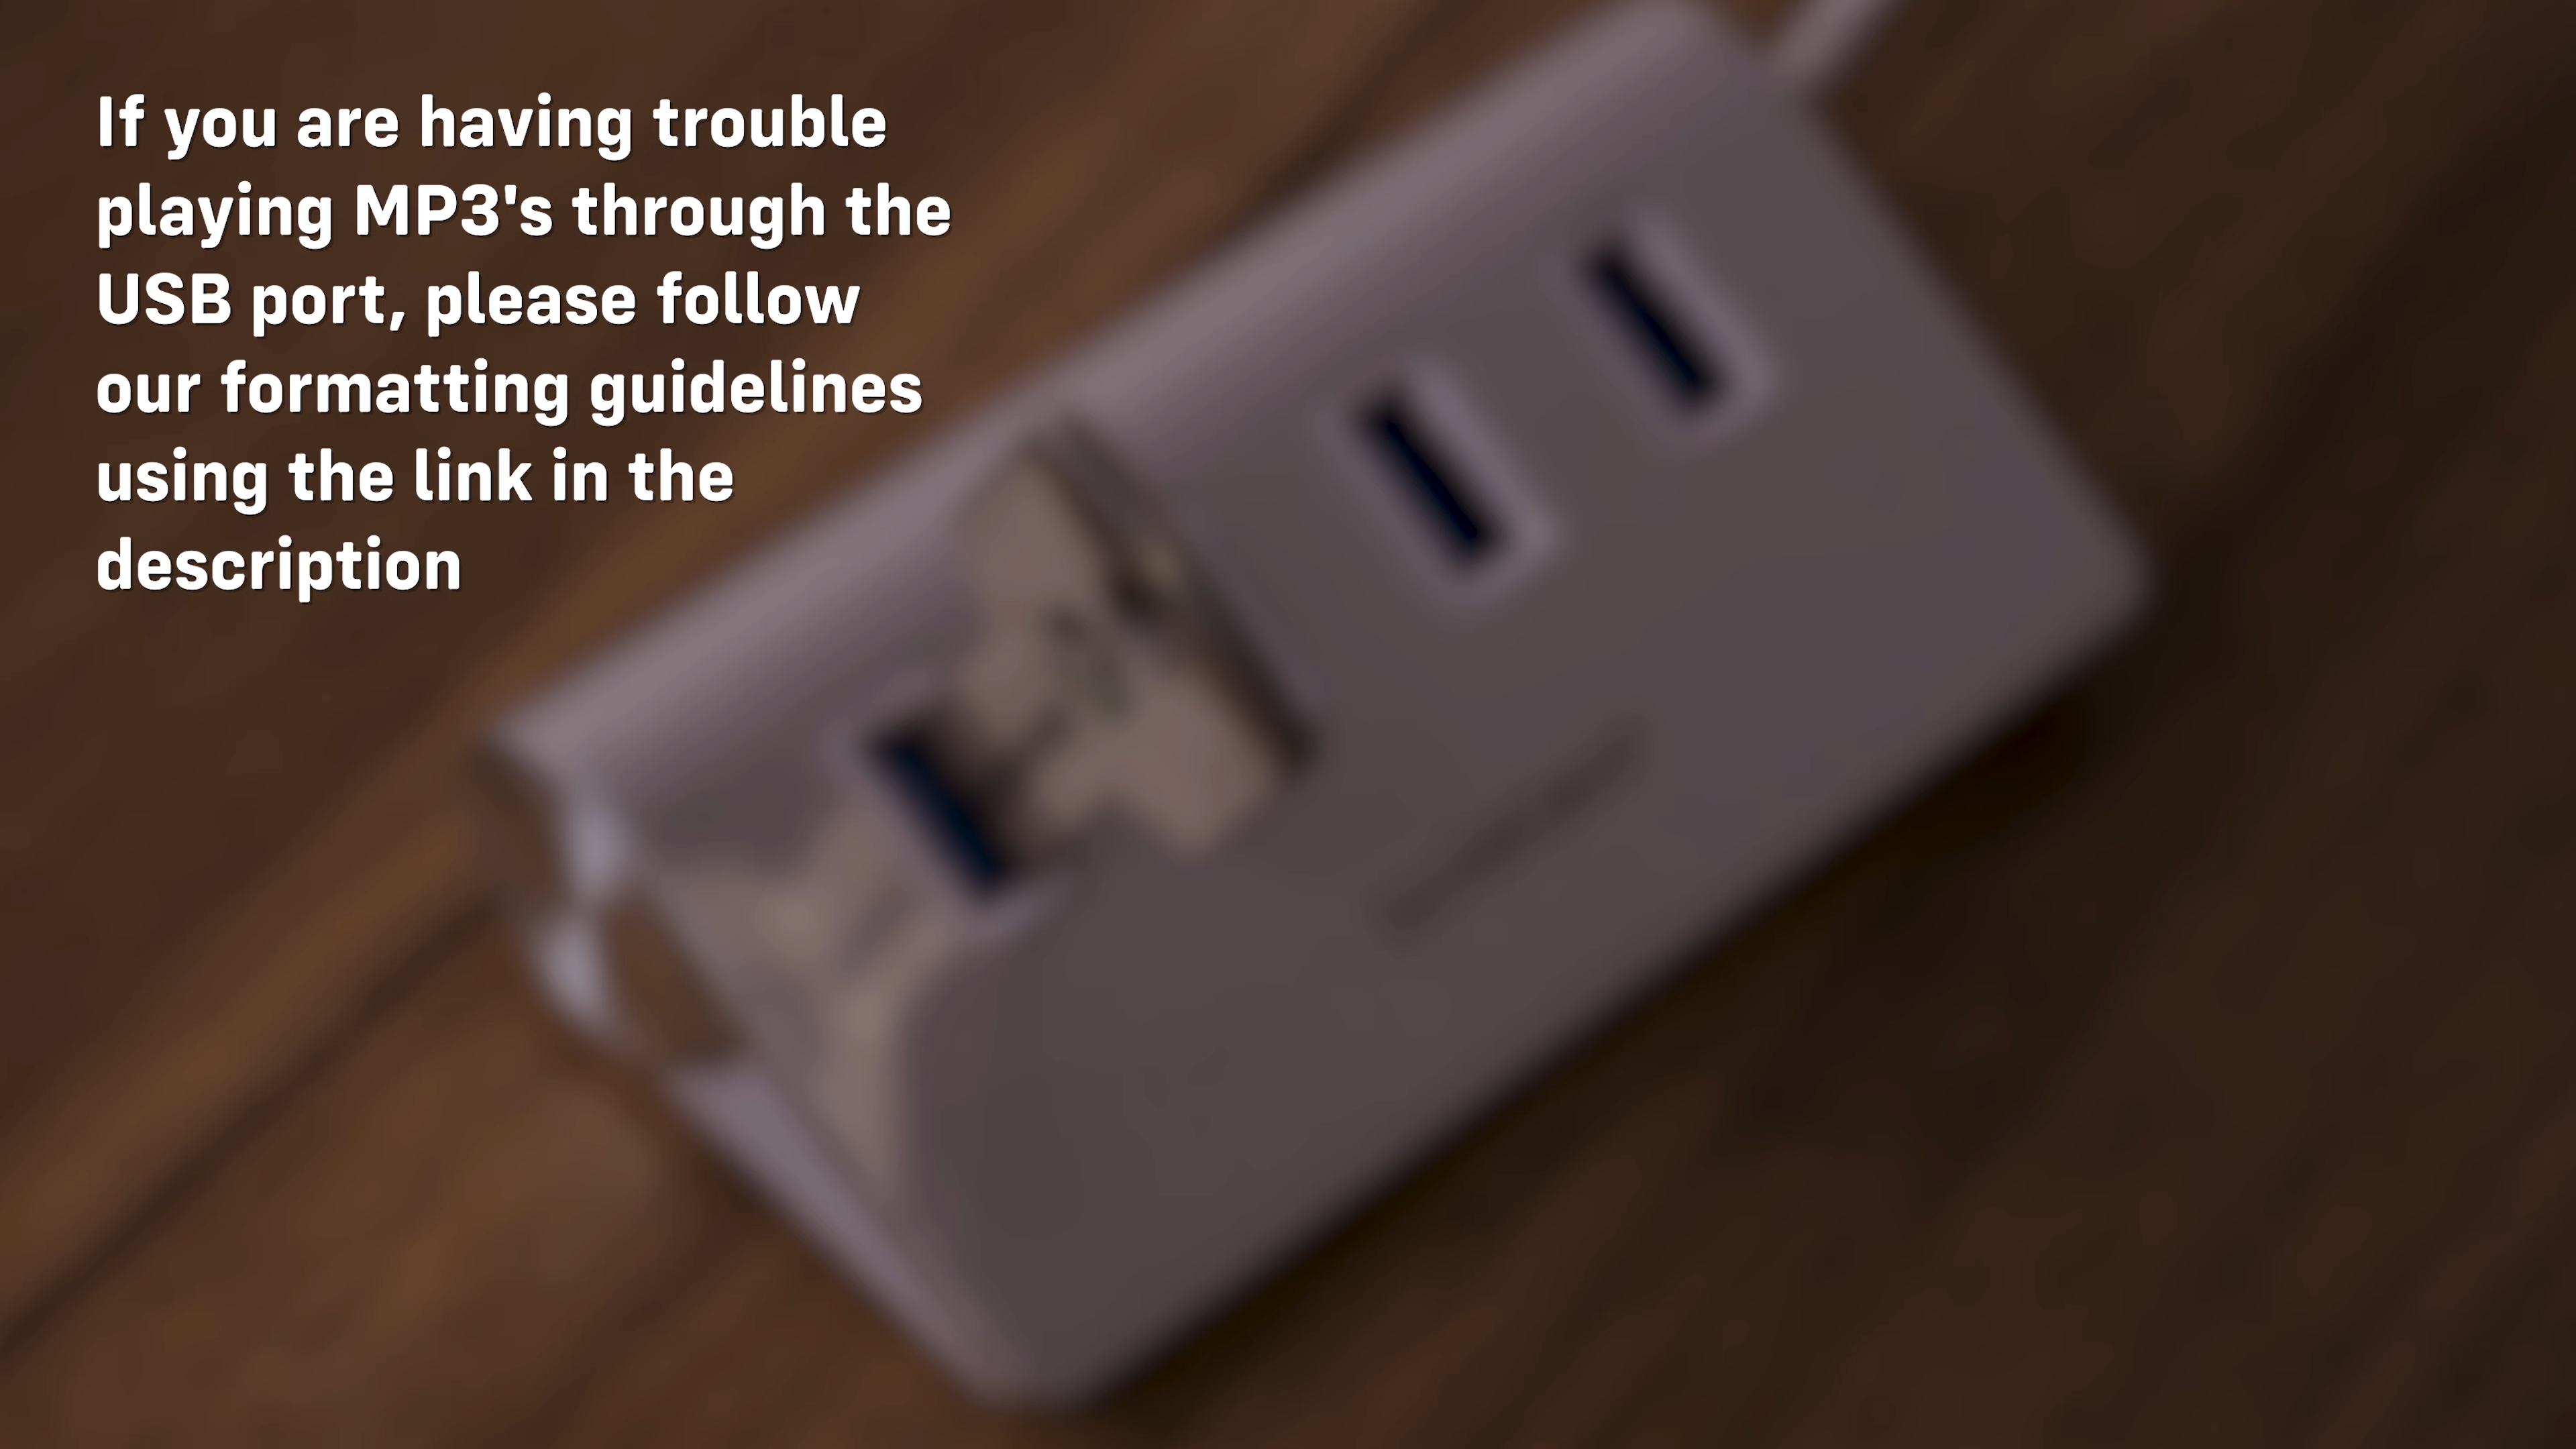 If you are having trouble
playing MP3's through the
USB port, please follow
our formatting guidelines
using the link in the
description